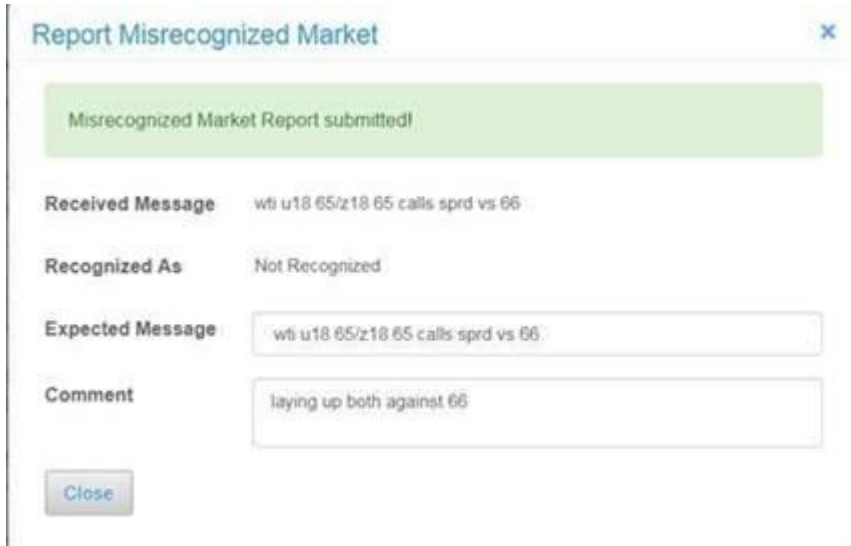 Report Misrecognized Market ×
Misrecognized Market Report submitted!
Received Message wti u18 65/z18 65 calls sprd vs 66
Recognized As Not Recognized
Expected Message wti u18 65/z18 65 calls sprd vs 66
Comment laying up both against 66
Close